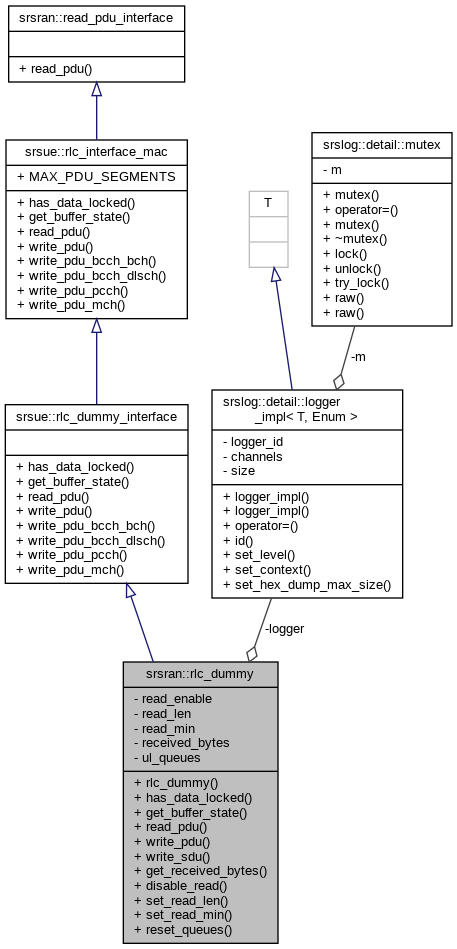 srsran::read_pdu_interface
+ read_pdu()
srsue::rlc_interface_mac
+ MAX_PDU_SEGMENTS
+ has_data_locked()
+ get_buffer_state()
+ read_pdu()
+ write_pdu()
+ write_pdu_bcch_bch()
+ write_pdu_bcch_dlsch()
+ write_pdu_pcch()
+ write_pdu_mch()
srslog::detail::mutex
- m
+ mutex()
+ operator=()
+ mutex()
+ ~mutex()
+ lock()
+ unlock()
+ try_lock()
+ raw()
+ raw()
T
-m
srsue::rlc_dummy_interface
+ has_data_locked()
+ get_buffer_state()
+ read_pdu()
+ write_pdu()
+ write_pdu_bcch_bch()
+ write_pdu_bcch_dlsch()
+ write_pdu_pcch()
+ write_pdu_mch()
srslog::detail::logger
_impl< T, Enum >
- logger_id
- channels
- size
+ logger_impl()
+ logger_impl()
+ operator=()
+ id()
+ set_level()
+ set_context()
+ set_hex_dump_max_size()
-logger
srsran::rlc_dummy
- read_enable
- read_len
- read_min
- received_bytes
- ul_queues
+ rlc_dummy()
+ has_data_locked()
+ get_buffer_state()
+ read_pdu()
+ write_pdu()
+ write_sdu()
+ get_received_bytes()
+ disable_read()
+ set_read_len()
+ set_read_min()
+ reset_queues()